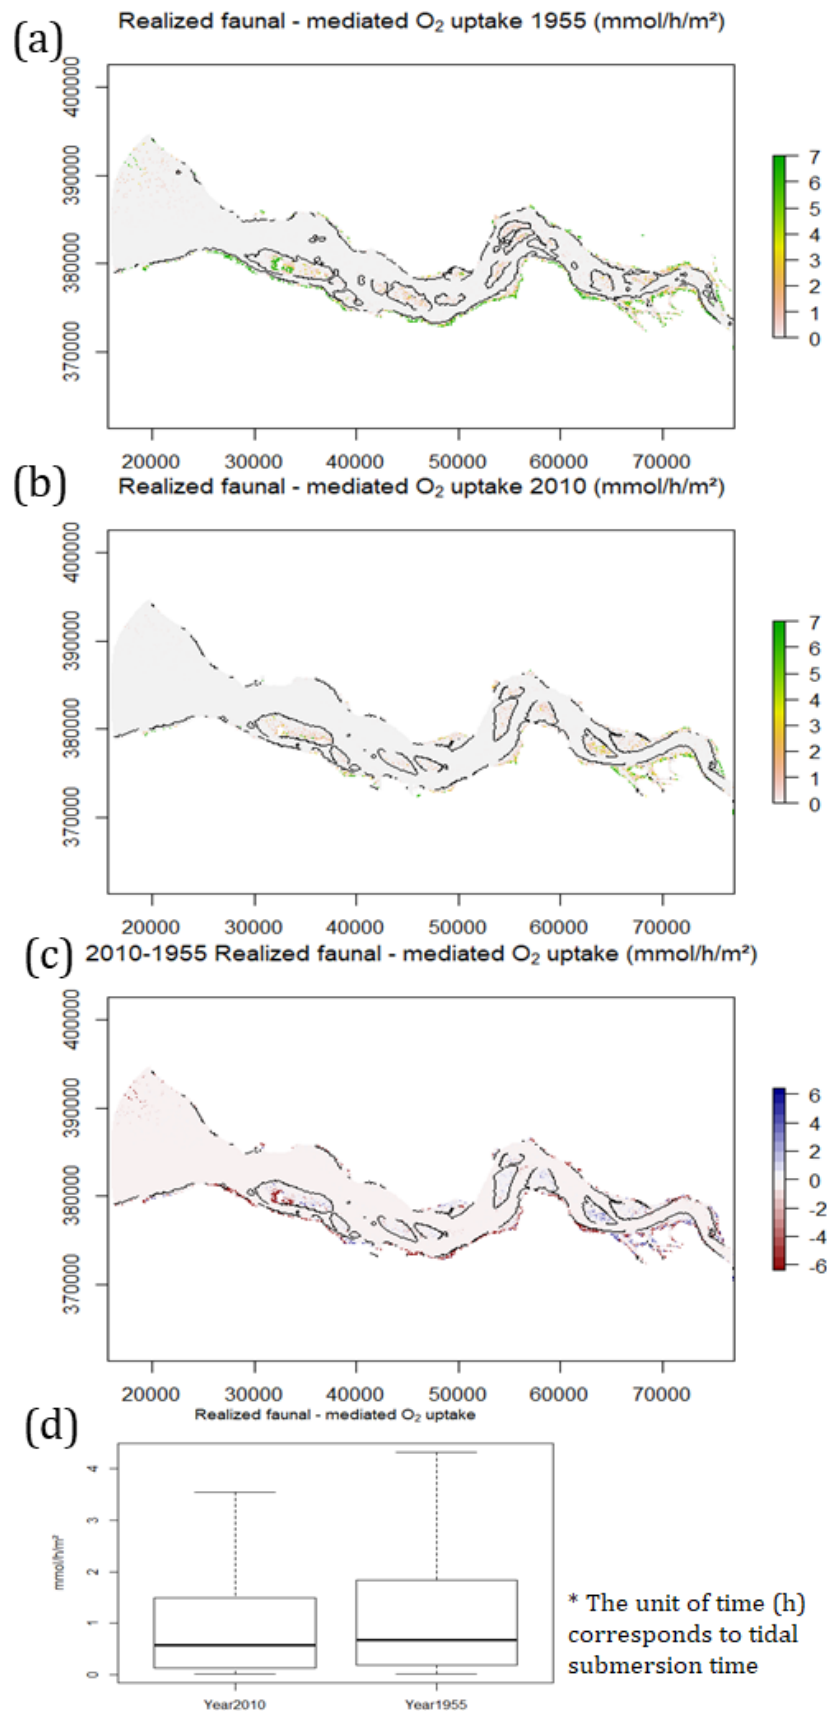 (a)
Realized faunal - mediated O₂ uptake 1955 (mmol/h/m²)
400000
390000
380000
370000
20000 30000 40000 50000 60000 70000
7
6
5
4
3
2
1
0
(b)
Realized faunal - mediated O₂ uptake 2010 (mmol/h/m²)
400000
390000
380000
370000
20000 30000 40000 50000 60000 70000
7
6
5
4
3
2
1
0
(c)
2010-1955 Realized faunal - mediated O₂ uptake (mmol/h/m²)
400000
390000
380000
370000
20000 30000 40000 50000 60000 70000
6
4
2
0
-2
-4
-6
(d)
Realized faunal - mediated O₂ uptake
mmol/h/m²
4
3
2
1
0
Year2010 Year1955
* The unit of time (h)
corresponds to tidal
submersion time